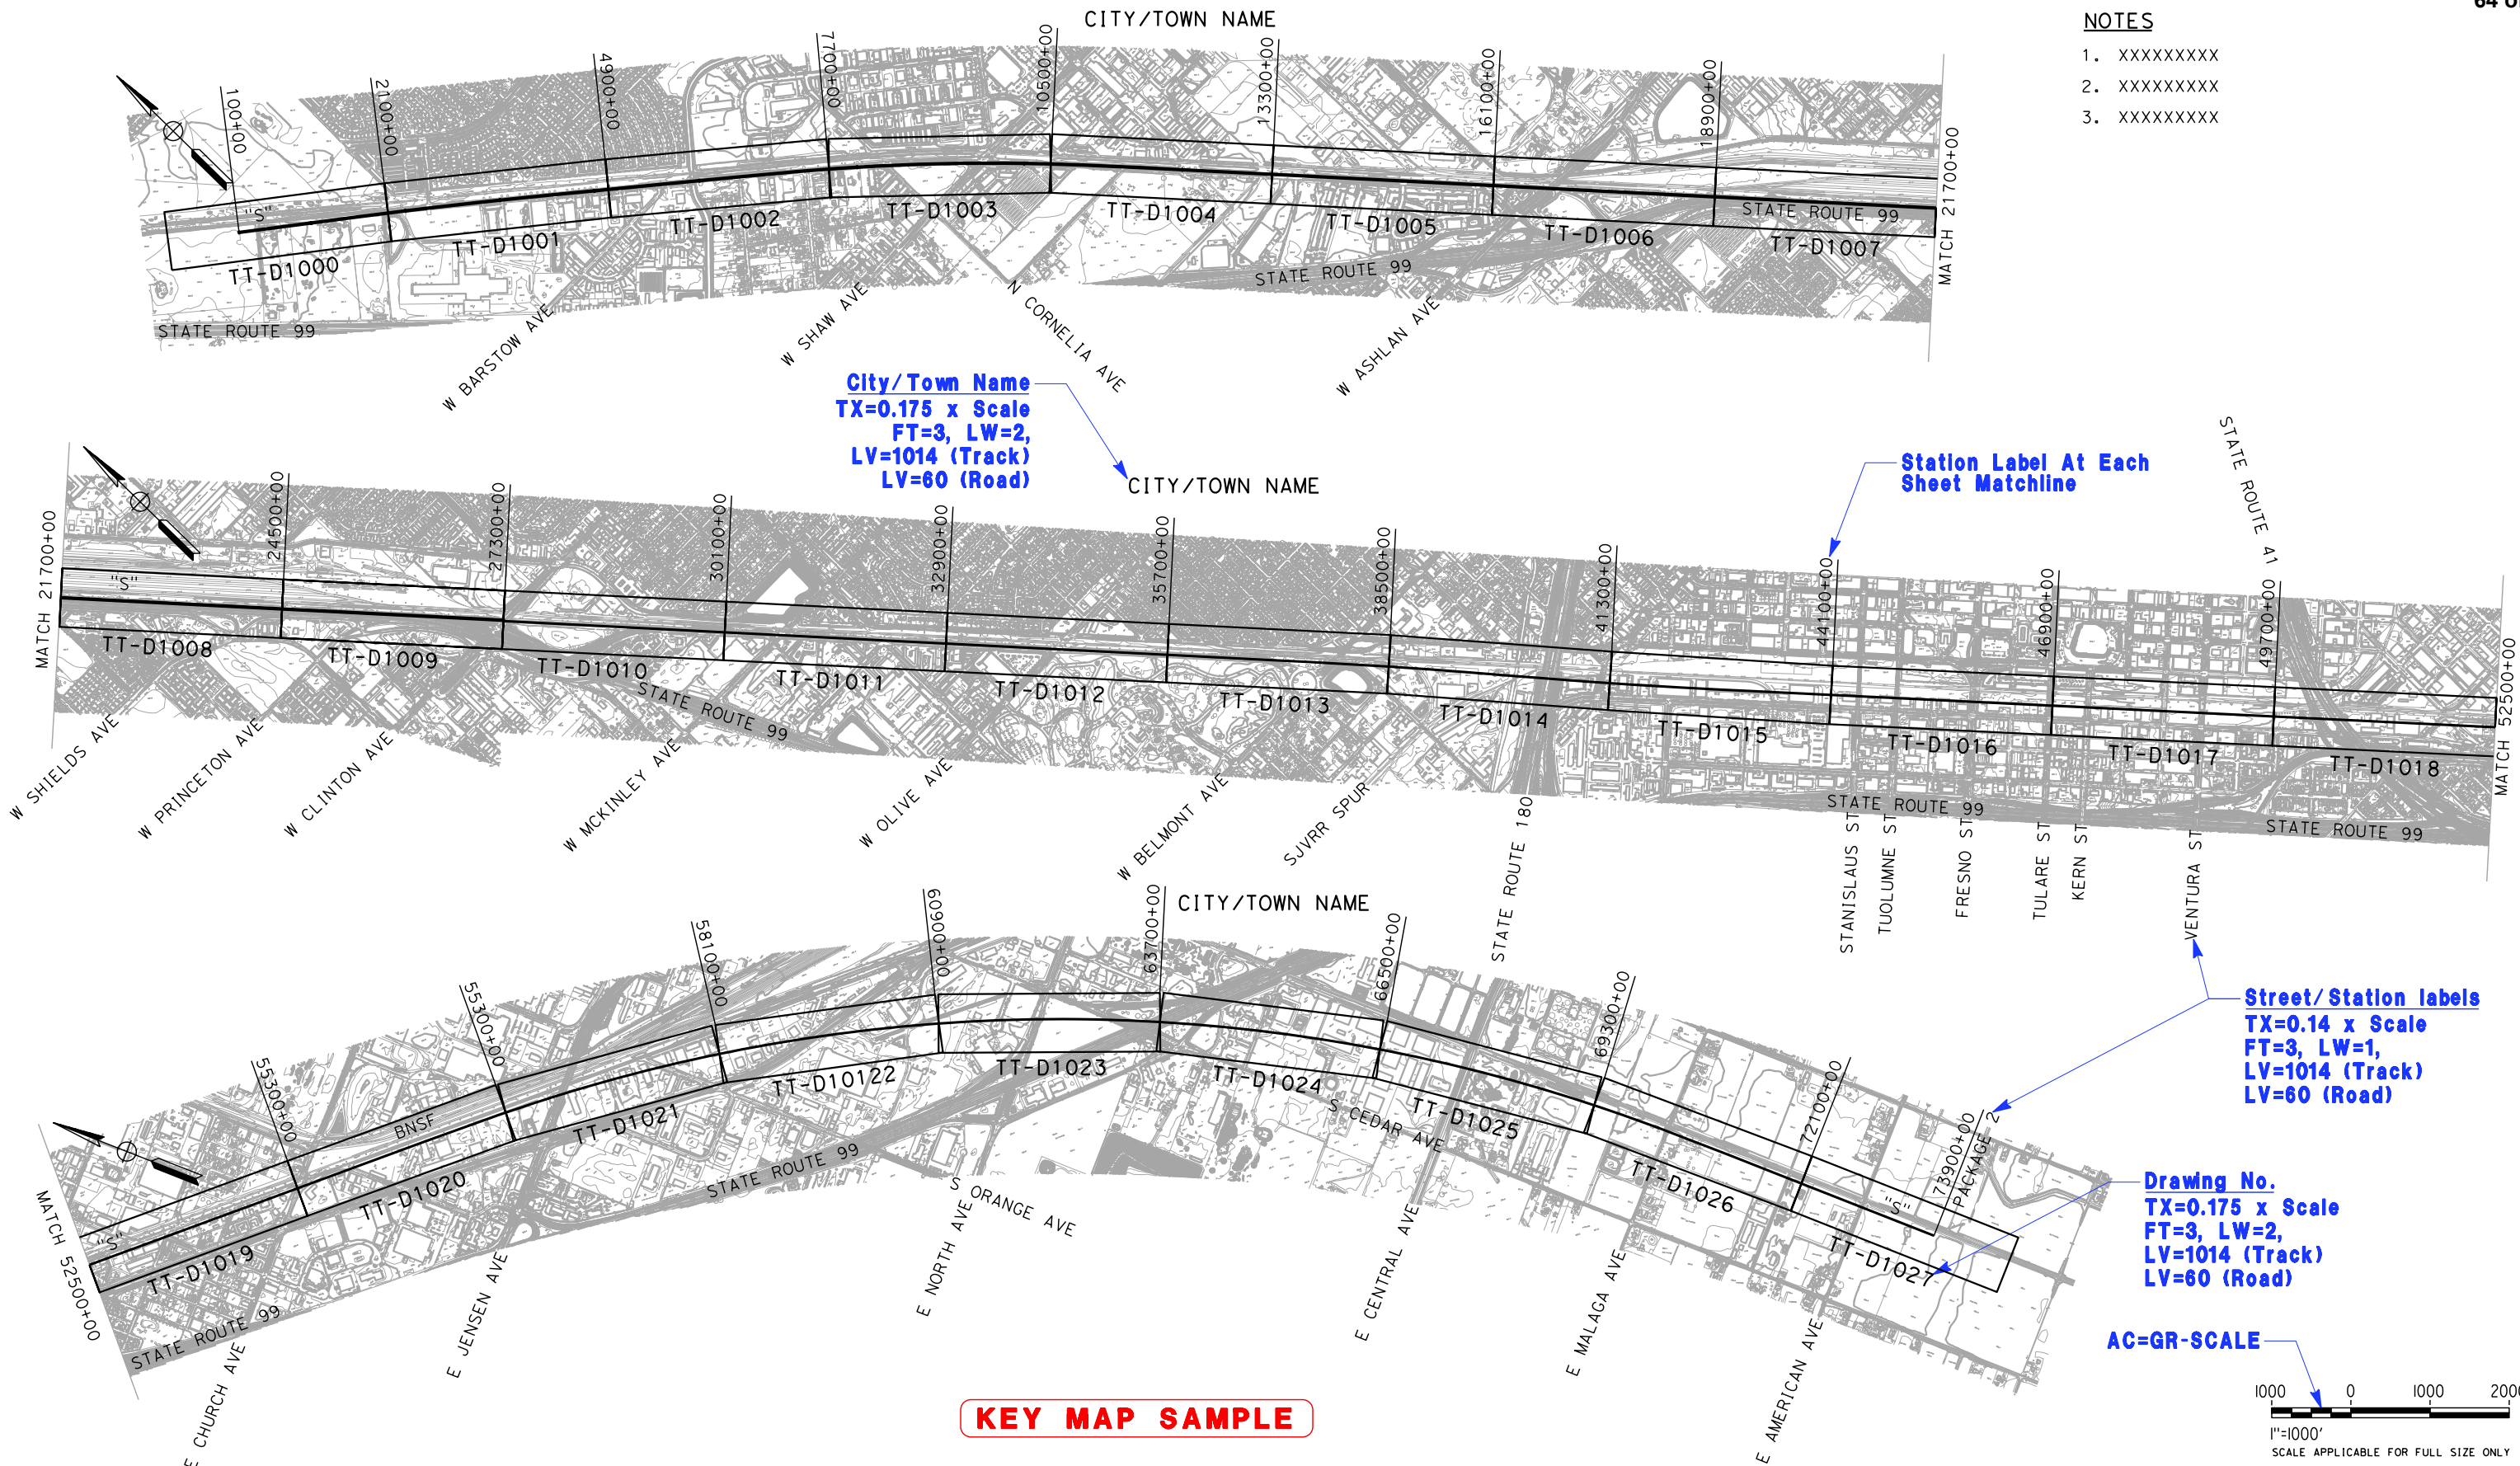 CITY/TOWN NAME
NOTES
1. XXXXXXXXX
2. XXXXXXXXX
3. XXXXXXXXX
100+00
2100+00
4900+00
7700+00
10500+00
13300+00
16100+00
18900+00
MATCH 21700+00
"S"
TT-D1000
TT-D1001
TT-D1002
TT-D1003
TT-D1004
TT-D1005
TT-D1006
TT-D1007
STATE ROUTE 99
STATE ROUTE 99
STATE ROUTE 99
W BARSTOW AVE
W SHAW AVE
N CORNELIA AVE
W ASHLAN AVE
City/Town Name
TX=0.175 x Scale
FT=3, LW=2,
LV=1014 (Track)
LV=60 (Road)
CITY/TOWN NAME
Station Label At Each
Sheet Matchline
STATE ROUTE 41
MATCH 21700+00
24500+00
27300+00
30100+00
32900+00
35700+00
38500+00
41300+00
44100+00
46900+00
49700+00
MATCH 52500+00
"S"
TT-D1008
TT-D1009
TT-D1010
TT-D1011
TT-D1012
TT-D1013
TT-D1014
TT-D1015
TT-D1016
TT-D1017
TT-D1018
STATE ROUTE 99
STATE ROUTE 99
STATE ROUTE 99
W SHIELDS AVE
W PRINCETON AVE
W CLINTON AVE
W MCKINLEY AVE
W OLIVE AVE
W BELMONT AVE
SJVRR SPUR
STATE ROUTE 180
STANISLAUS ST
TUOLUMNE ST
FRESNO ST
TULARE ST
KERN ST
VENTURA ST
CITY/TOWN NAME
MATCH 52500+00
55300+00
55300+00
58100+00
60900+00
63700+00
66500+00
69300+00
72100+00
73900+00
PACKAGE 2
"S"
BNSF
"S"
TT-D1019
TT-D1020
TT-D1021
TT-D10122
TT-D1023
TT-D1024
TT-D1025
TT-D1026
TT-D1027
STATE ROUTE 99
STATE ROUTE 99
E CHURCH AVE
E JENSEN AVE
E NORTH AVE
S ORANGE AVE
S CEDAR AVE
E CENTRAL AVE
E MALAGA AVE
E AMERICAN AVE
Street/Station labels
TX=0.14 x Scale
FT=3, LW=1,
LV=1014 (Track)
LV=60 (Road)
Drawing No.
TX=0.175 x Scale
FT=3, LW=2,
LV=1014 (Track)
LV=60 (Road)
AC=GR-SCALE
1000 0 1000
1"=1000'
SCALE APPLICABLE FOR FULL SIZE ONLY
KEY MAP SAMPLE